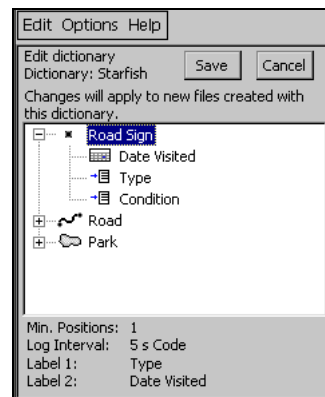 Edit Options Help
Edit dictionary
Dictionary: Starfish
Save Cancel
Changes will apply to new files created with
this dictionary.
Road Sign
Date Visited
Type
Condition
Road
Park
Min. Positions: 1
Log Interval: 5 s Code
Label 1: Type
Label 2: Date Visited